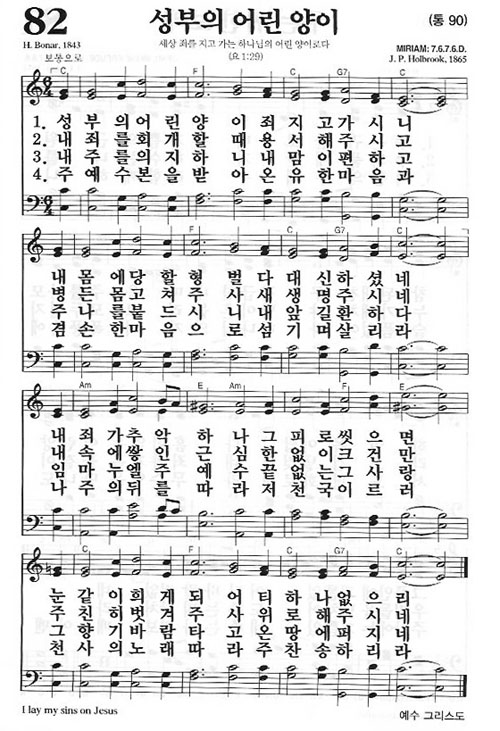 82
성부의 어린 양이
(통 90)
H. Bonar, 1843
세상 죄를 지고 가는 하나님의 어린 양이로다
MIRIAM: 7.6.7.6.D.
보통으로
(요 1:29)
J. P. Holbrook, 1865
C F C G7 C
1. 성 부 의 어 린 양 이 죄 지 고 가 시 니
2. 내 죄 를 회 개 할 때 용 서 해 주 시 고
3. 내 주 를 의 지 하 니 내 맘 이 편 하 고
4. 주 예 수 본 을 받 아 온 유 한 마 음 과
F C G7 C
내 몸 에 당 할 형 벌 다 대 신 하 셨 네
병 든 몸 고 쳐 주 사 새 생 명 주 시 네
주 나 를 붙 드 시 니 내 앞 길 환 하 다
겸 손 한 마 음 으 로 섬 기 며 살 리 라
Am E Am F E
내 죄 가 추 악 하 나 그 피 로 씻 으 면
내 속 에 쌓 인 근 심 한 없 이 크 건 만
임 마 누 엘 주 예 수 끝 없 는 그 사 랑
나 주 의 뒤 를 따 라 저 천 국 이 르 러
C F C G7 C
눈 같 이 희 게 되 어 티 하 나 없 으 리
주 친 히 벗 겨 주 사 위 로 해 주 시 네
그 향 기 바 람 타 고 온 땅 에 퍼 지 네
천 사 의 노 래 따 라 주 찬 송 하 리 라
I lay my sins on Jesus
예수 그리스도